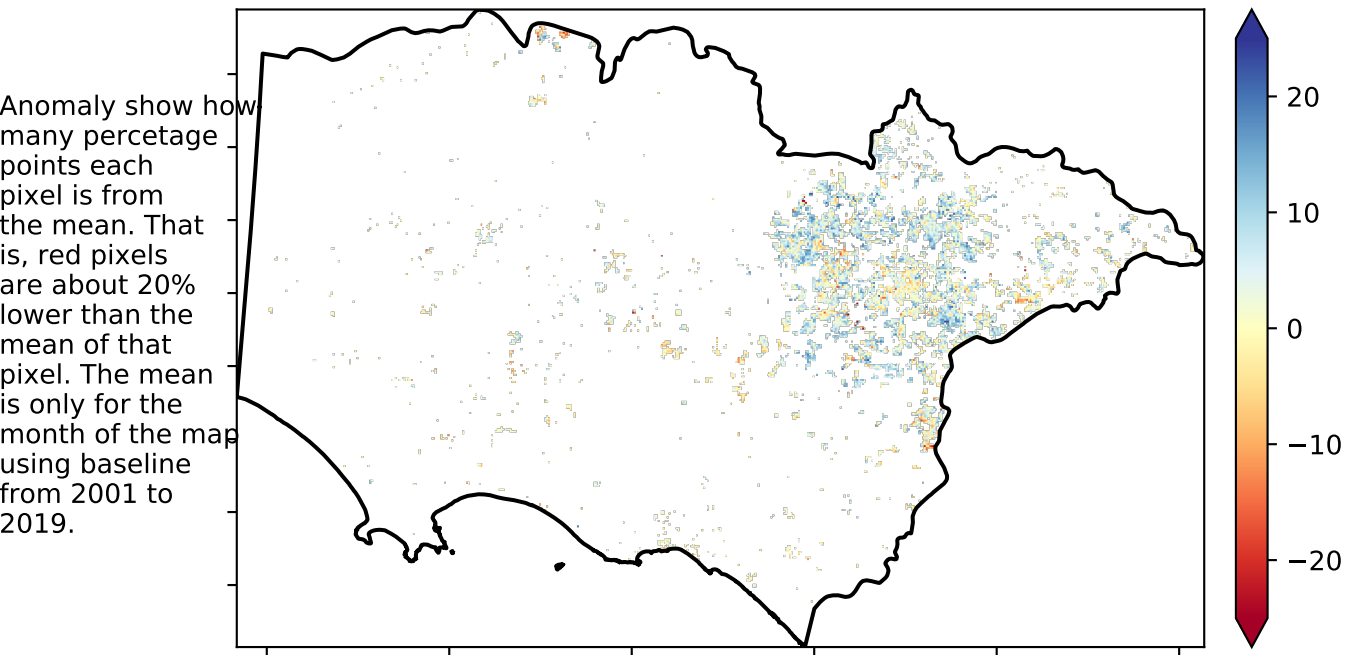 Anomaly show how
many percetage
points each
pixel is from
the mean. That
is, red pixels
are about 20%
lower than the
mean of that
pixel. The mean
is only for the
month of the map
using baseline
from 2001 to
2019.
20
10
0
−10
−20